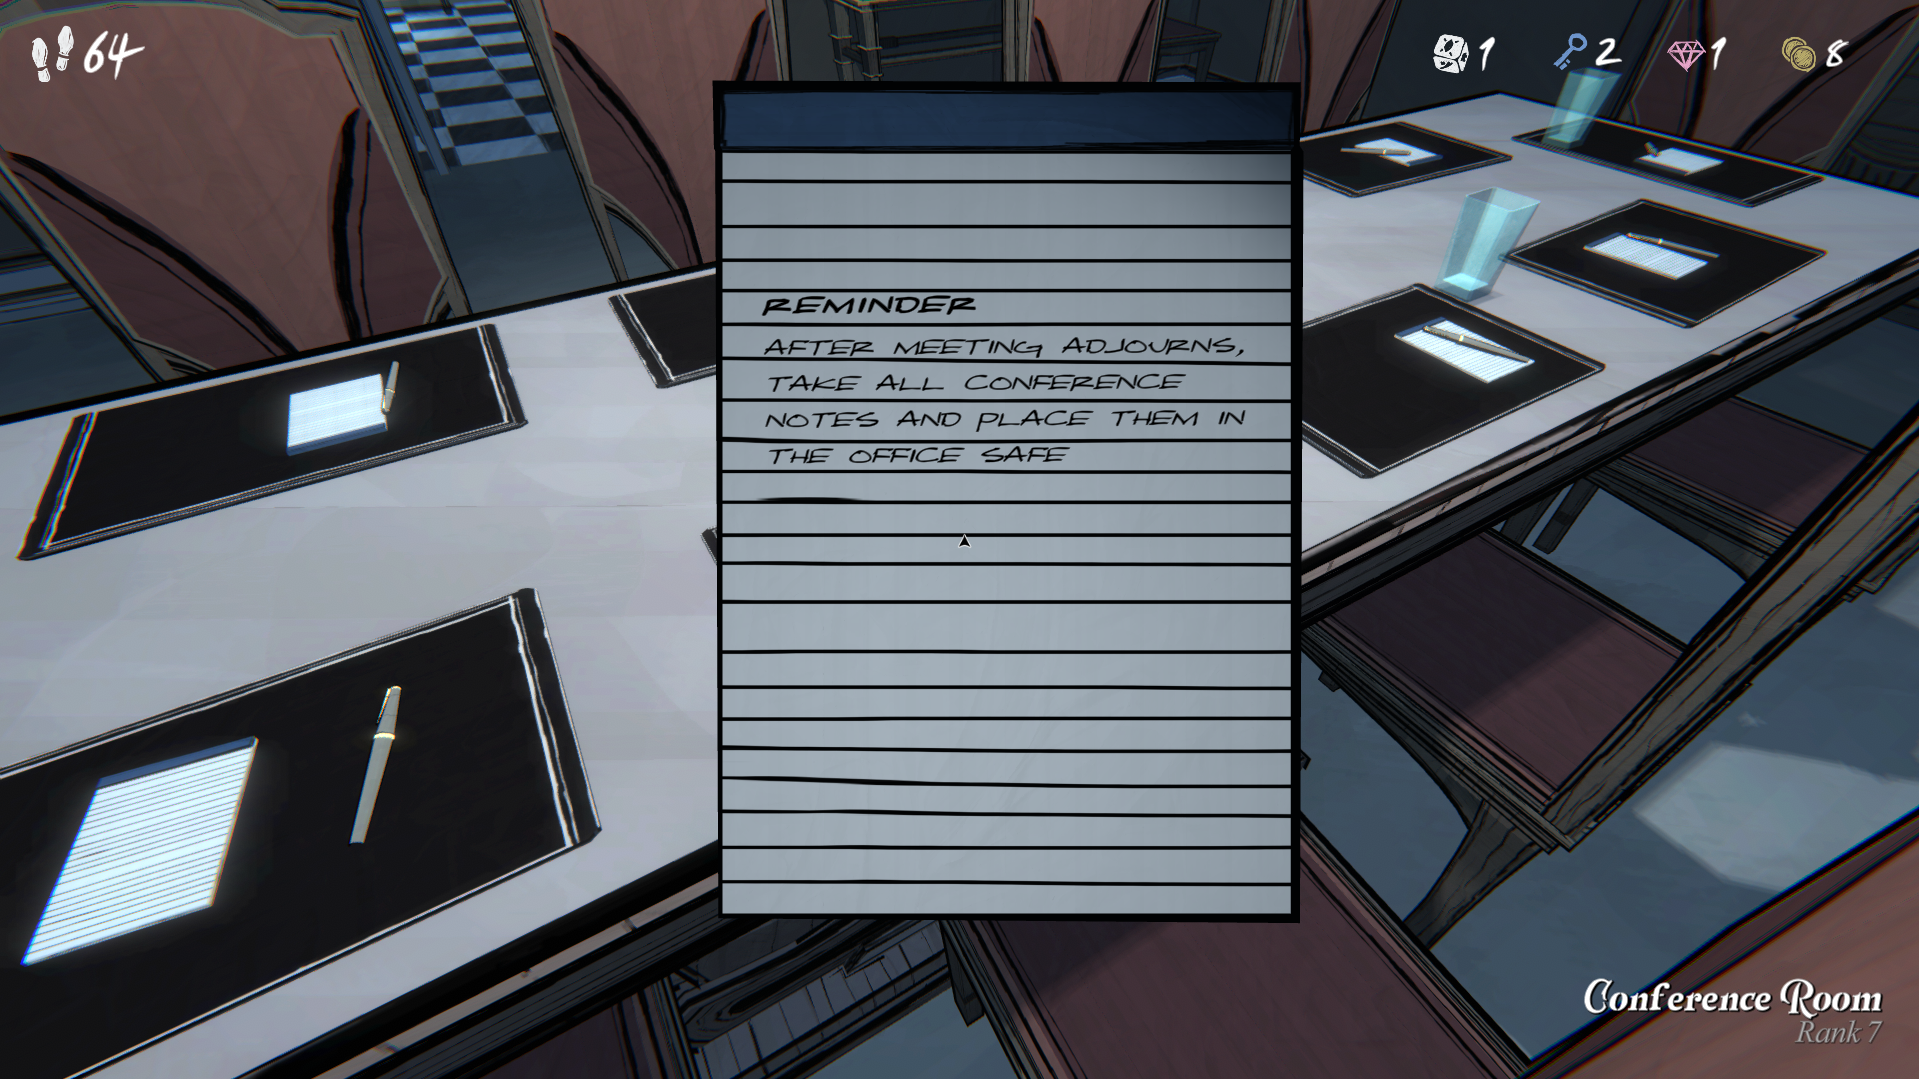 64
1
2
1
8
REMINDER
AFTER MEETING ADJOURNS,
TAKE ALL CONFERENCE
NOTES AND PLACE THEM IN
THE OFFICE SAFE
Conference Room
Rank 7